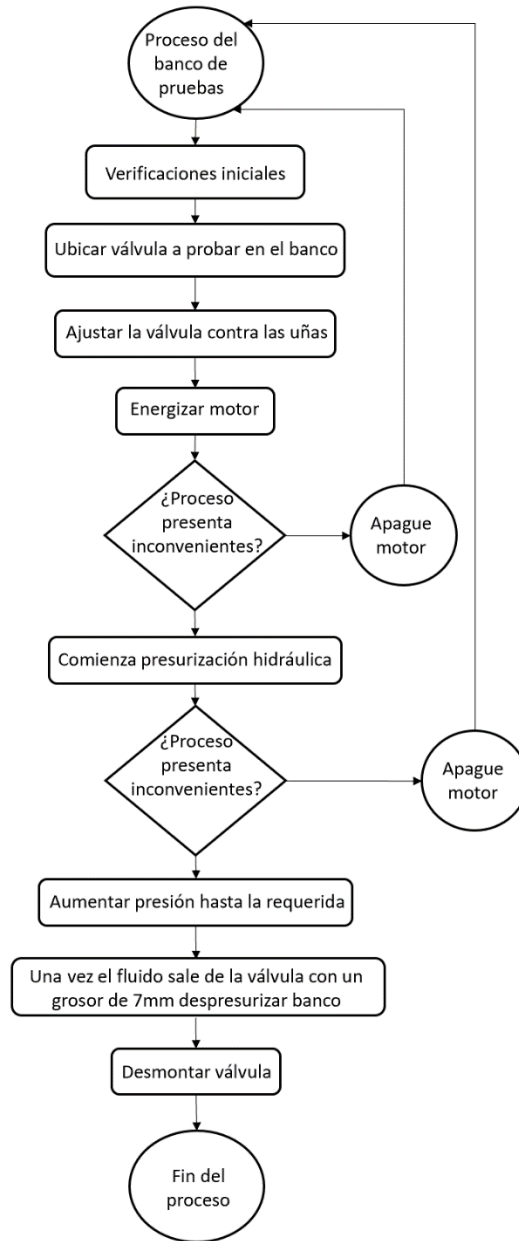 Proceso del
banco de
pruebas
Verificaciones iniciales
Ubicar válvula a probar en el banco
Ajustar la válvula contra las uñas
Energizar motor
¿Proceso
presenta
inconvenientes?
Apague
motor
Comienza presurización hidráulica
¿Proceso
presenta
inconvenientes?
Apague
motor
Aumentar presión hasta la requerida
Una vez el fluido sale de la válvula con un
grosor de 7mm despresurizar banco
Desmontar válvula
Fin del
proceso